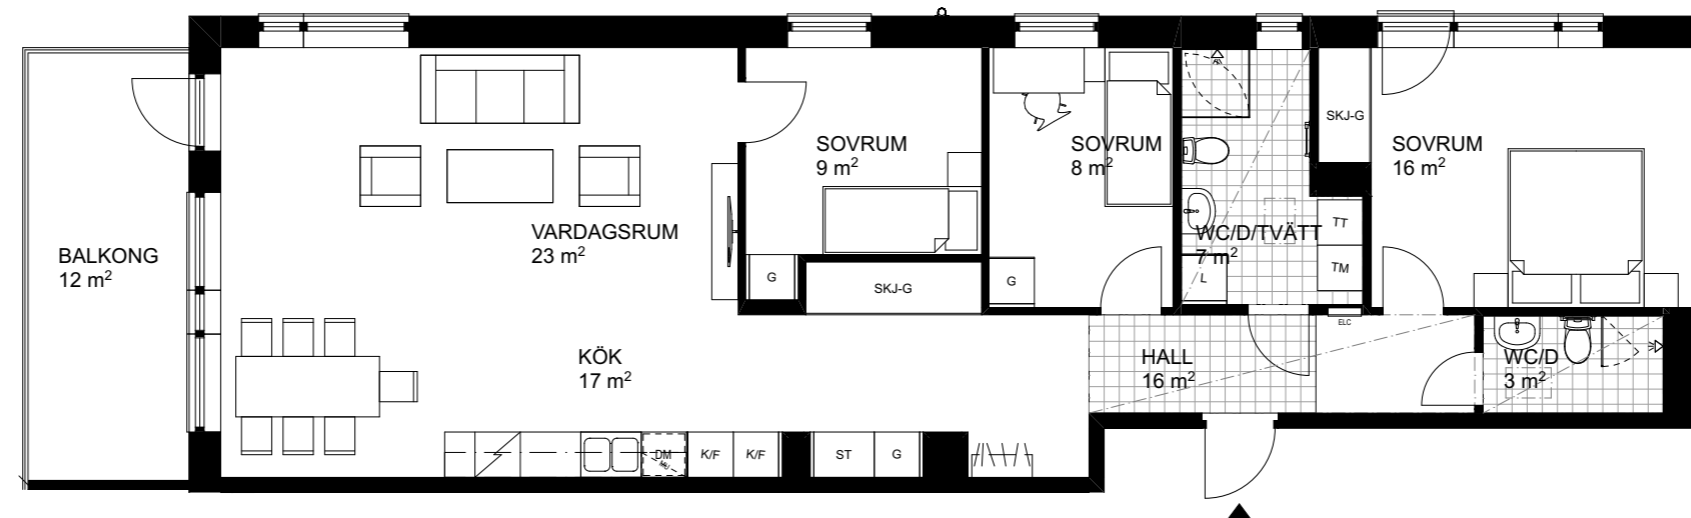 BALKONG
12 m²
VARDAGSRUM
23 m²
KÖK
17 m²
SOVRUM
9 m²
G
SKJ-G
SOVRUM
8 m²
G
WC/D/TVÄTT
7 m²
L
TT
TM
SKJ-G
SOVRUM
16 m²
ELC
HALL
16 m²
WC/D
3 m²
DM
K/F
K/F
ST
G